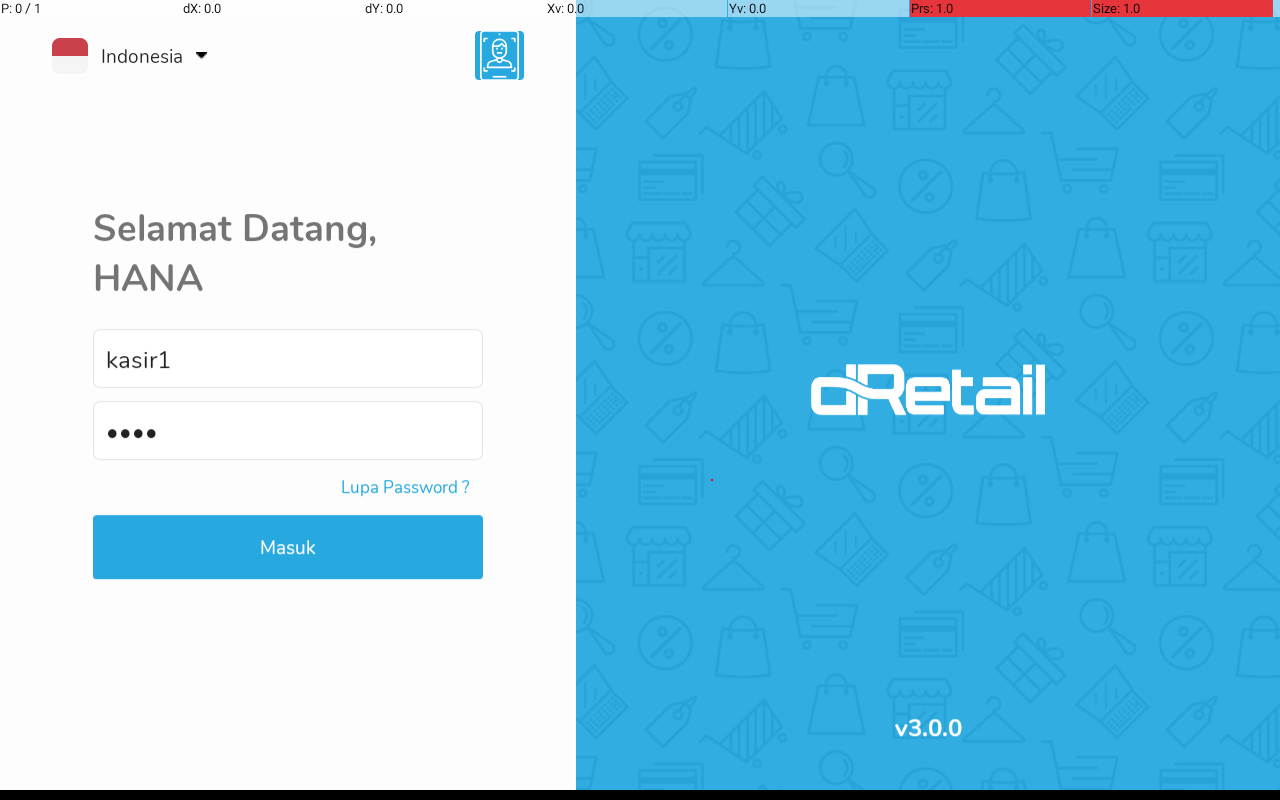 P: 0 / 1 dX: 0.0 dY: 0.0 Xv: 0.0 Yv: 0.0 Prs: 1.0 Size: 1.0
Indonesia
Selamat Datang,
HANA
kasir1
••••
Lupa Password ?
Masuk
dRetail
v3.0.0